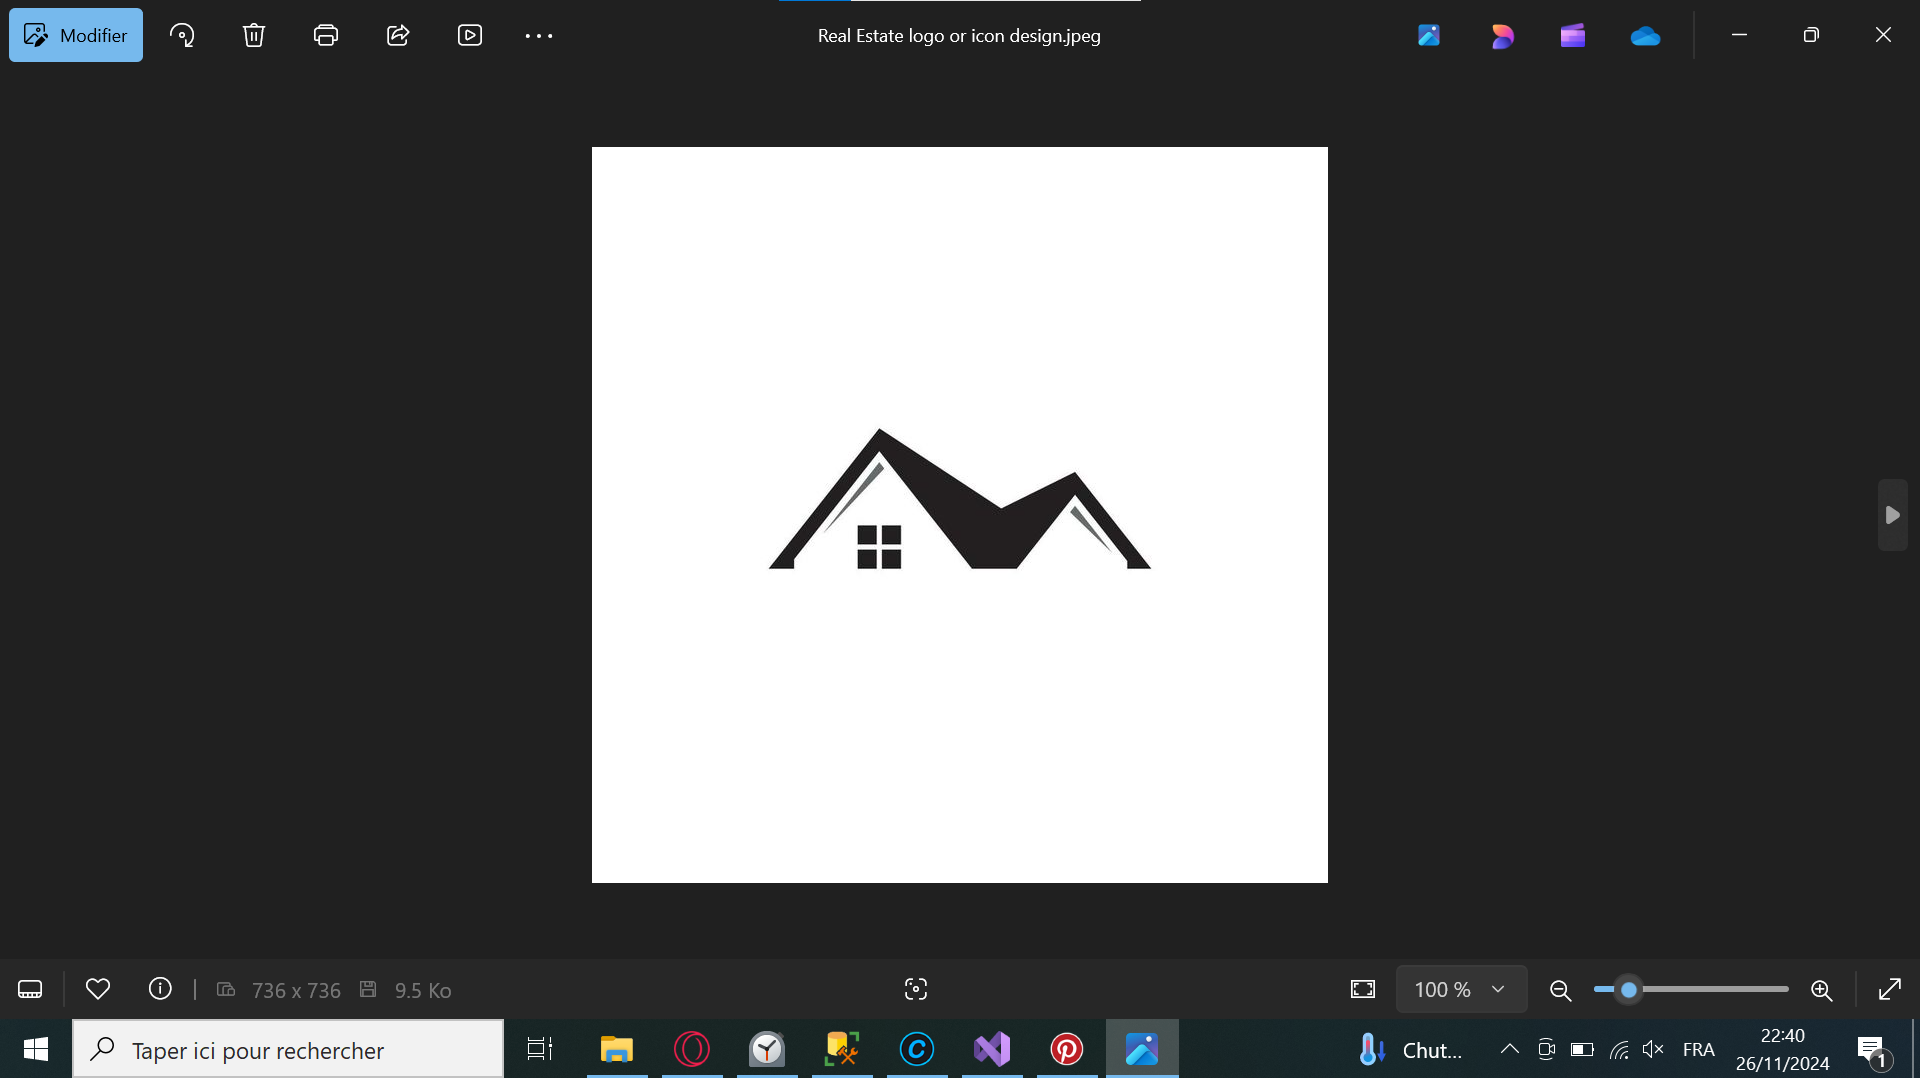 Modifier
Real Estate logo or icon design.jpeg
736 x 736
9.5 Ko
100 %
Taper ici pour rechercher
Chut...
FRA
22:40
26/11/2024
1